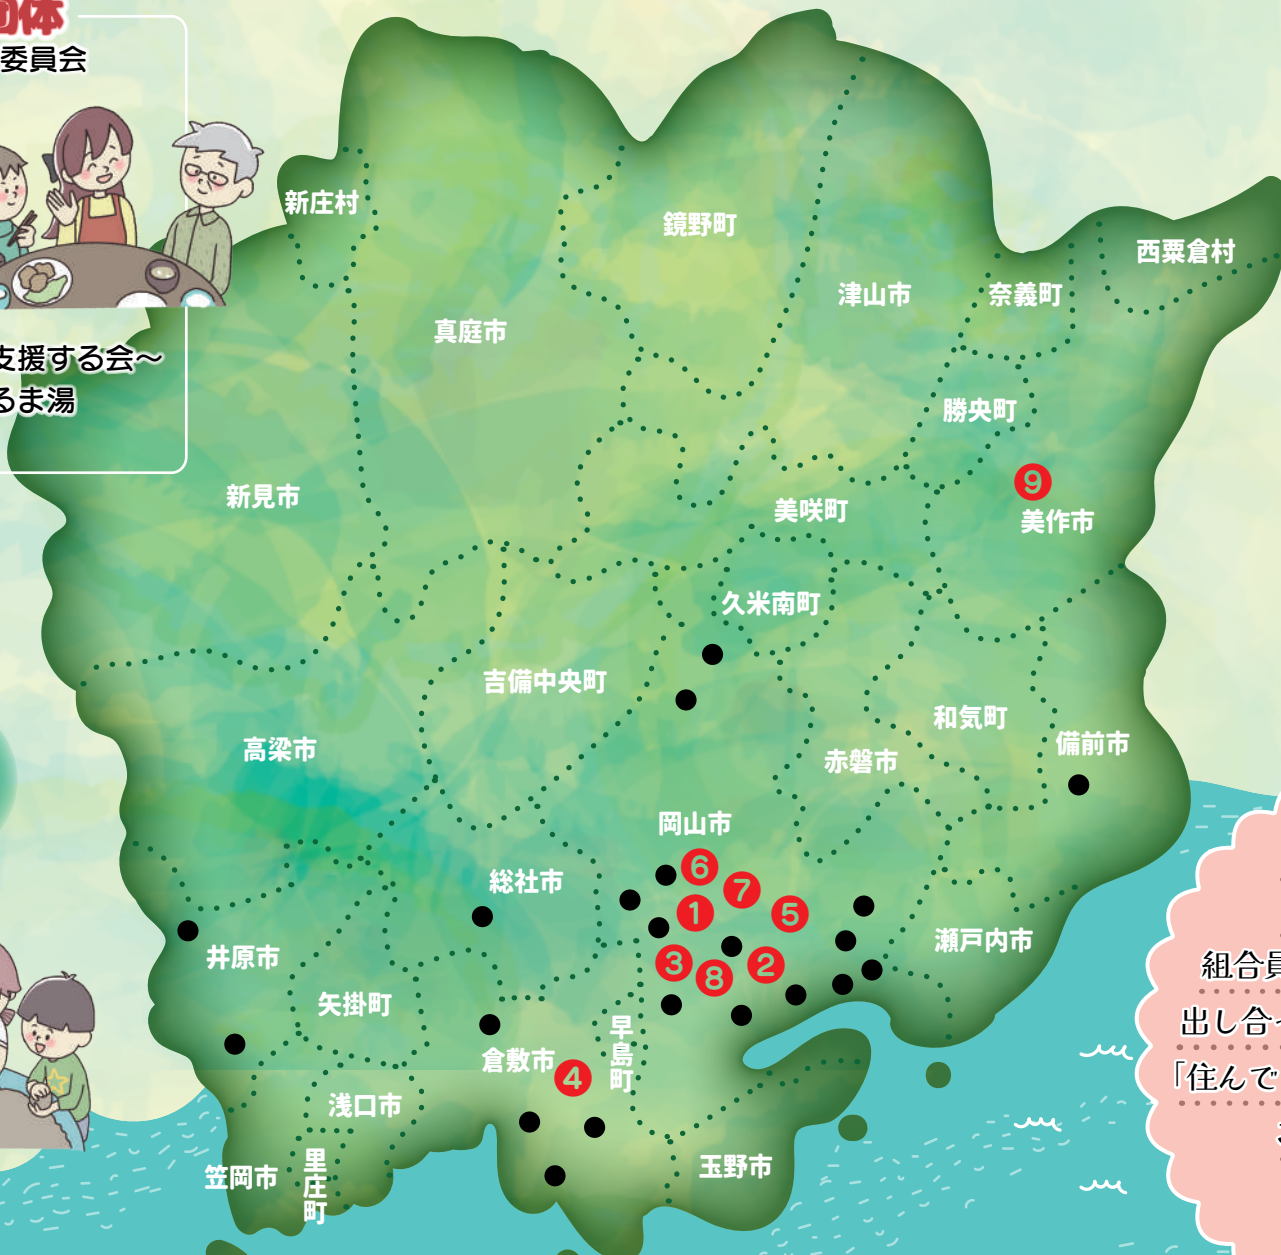 団体
委員会
支援する会～
るま湯
新庄村
鏡野町
西粟倉村
津山市
奈義町
真庭市
勝央町
9
美作市
新見市
美咲町
久米南町
吉備中央町
和気町
備前市
高梁市
赤磐市
岡山市
6
7
1
5
総社市
瀬戸内市
3
8
2
井原市
矢掛町
早島町
倉敷市
4
浅口市
笠岡市
里庄町
玉野市
組合員
出し合っ
「住んで